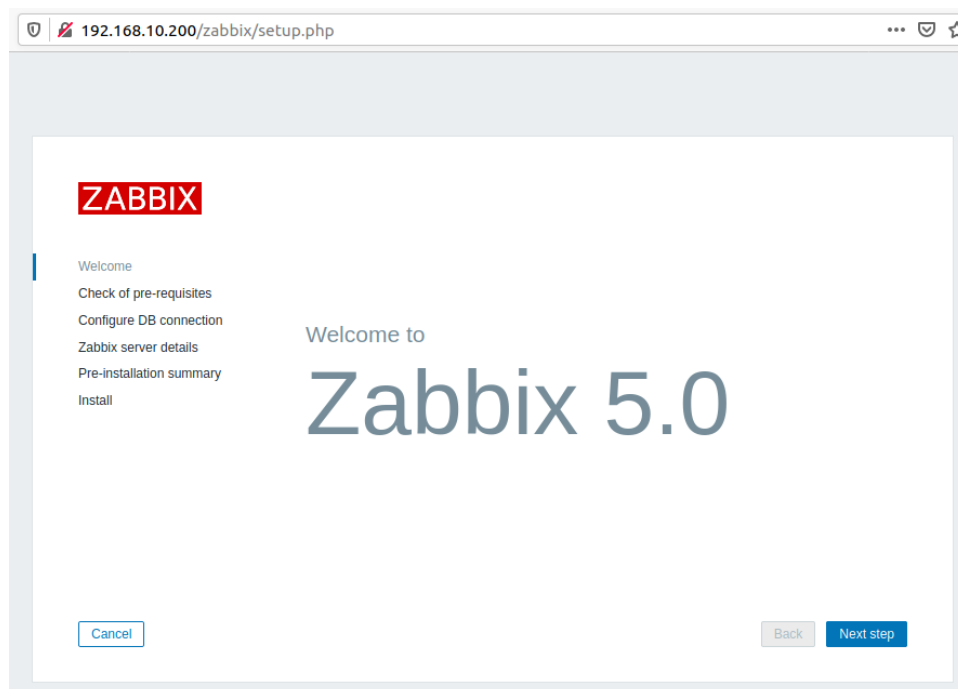 192.168.10.200/zabbix/setup.php
ZABBIX
Welcome
Check of pre-requisites
Configure DB connection
Zabbix server details
Pre-installation summary
Install
Welcome to
Zabbix 5.0
Cancel
Back
Next step